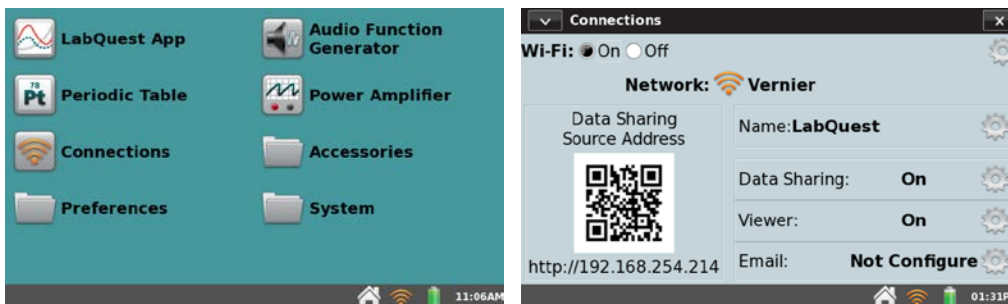 LabQuest App
Audio Function
Generator
78
Pt
Periodic Table
Power Amplifier
Connections
Accessories
Preferences
System
11:06AM
Connections
x
Wi-Fi: On Off
Network: Vernier
Data Sharing
Source Address
http://192.168.254.214
Name:LabQuest
Data Sharing: On
Viewer: On
Email: Not Configure